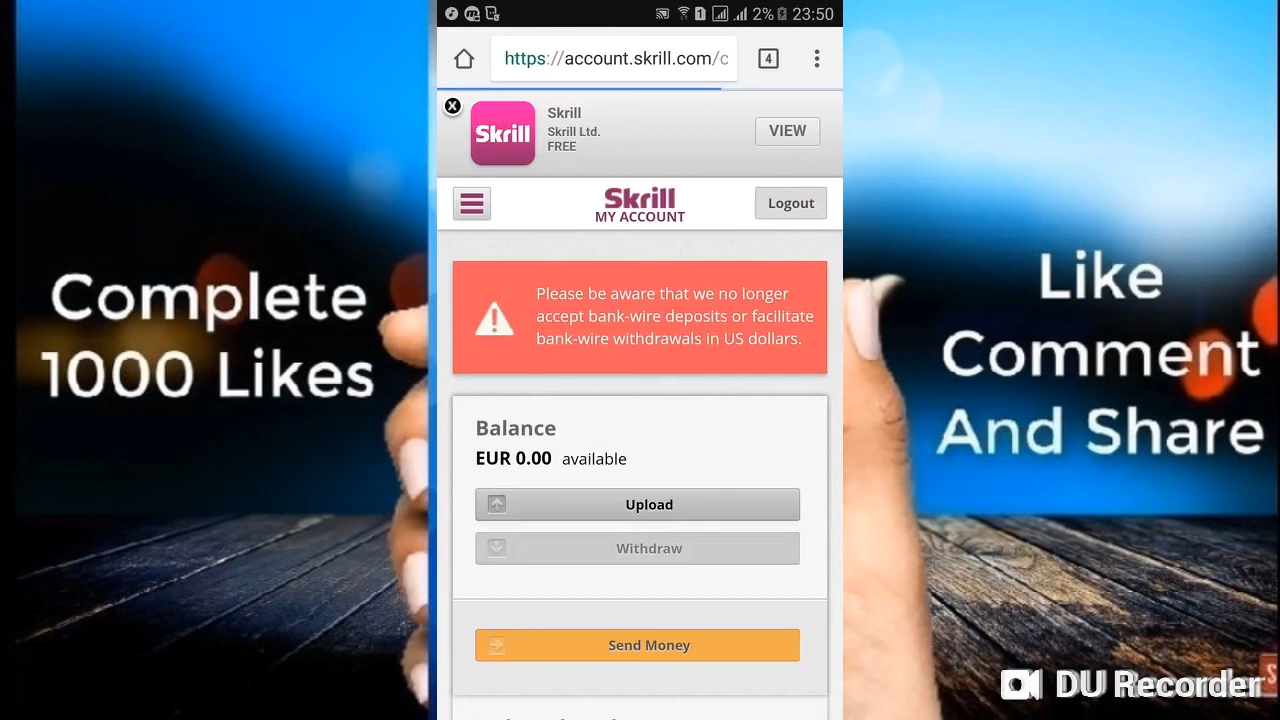 Complete
1000 Likes
2% 23:50
https://account.skrill.com/c
4
X
Skrill
Skrill
Skrill Ltd.
FREE
VIEW
Skrill
MY ACCOUNT
Logout
Please be aware that we no longer
accept bank-wire deposits or facilitate
bank-wire withdrawals in US dollars.
Balance
EUR 0.00 available
Upload
Withdraw
Send Money
Like
Comment
And Share
DU Recorder